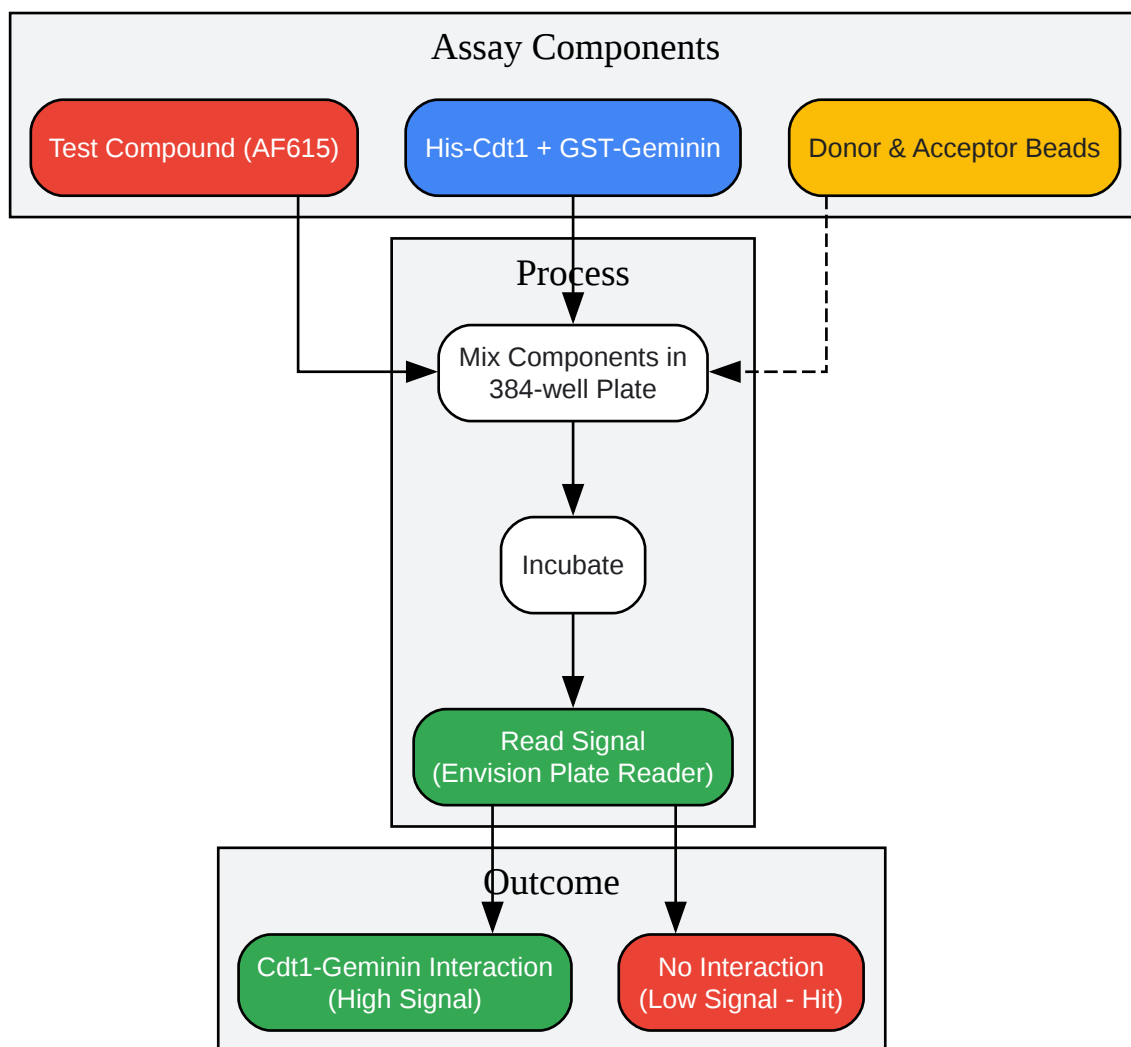 Assay Components
Test Compound (AF615)
His-Cdt1 + GST-Geminin
Donor & Acceptor Beads
Process
Mix Components in
384-well Plate
Incubate
Read Signal
(Envision Plate Reader)
Outcome
Cdt1-Geminin Interaction
(High Signal)
No Interaction
(Low Signal - Hit)